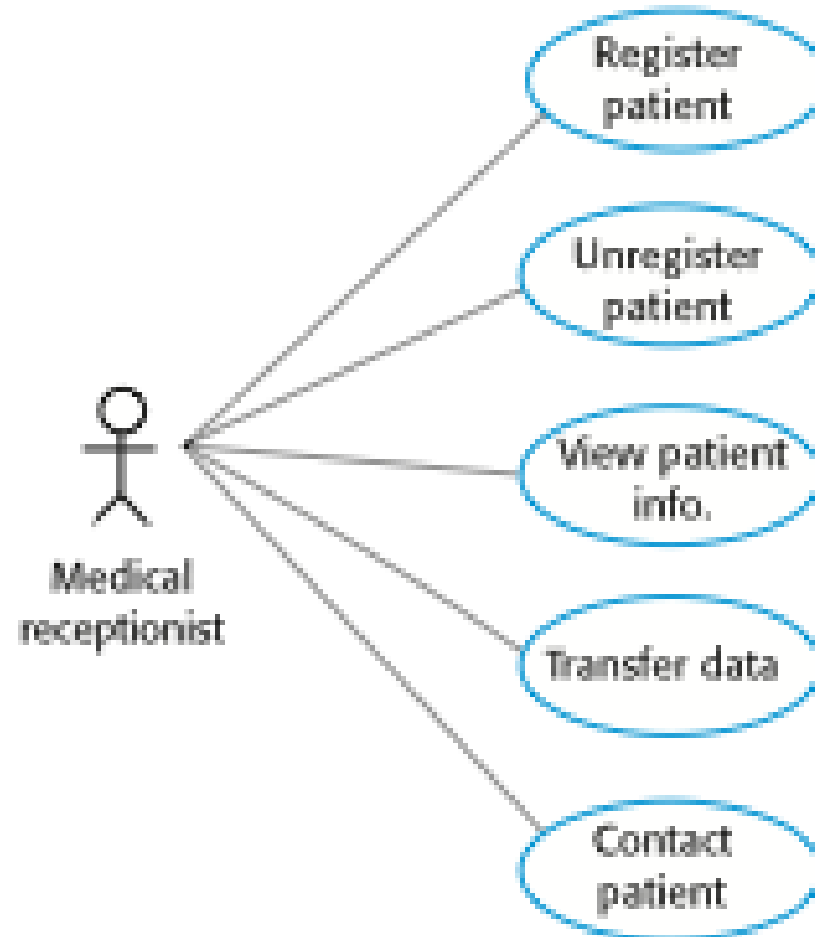 Register
patient
Unregister
patient
View patient
info.
Medical
receptionist
Transfer data
Contact
patient